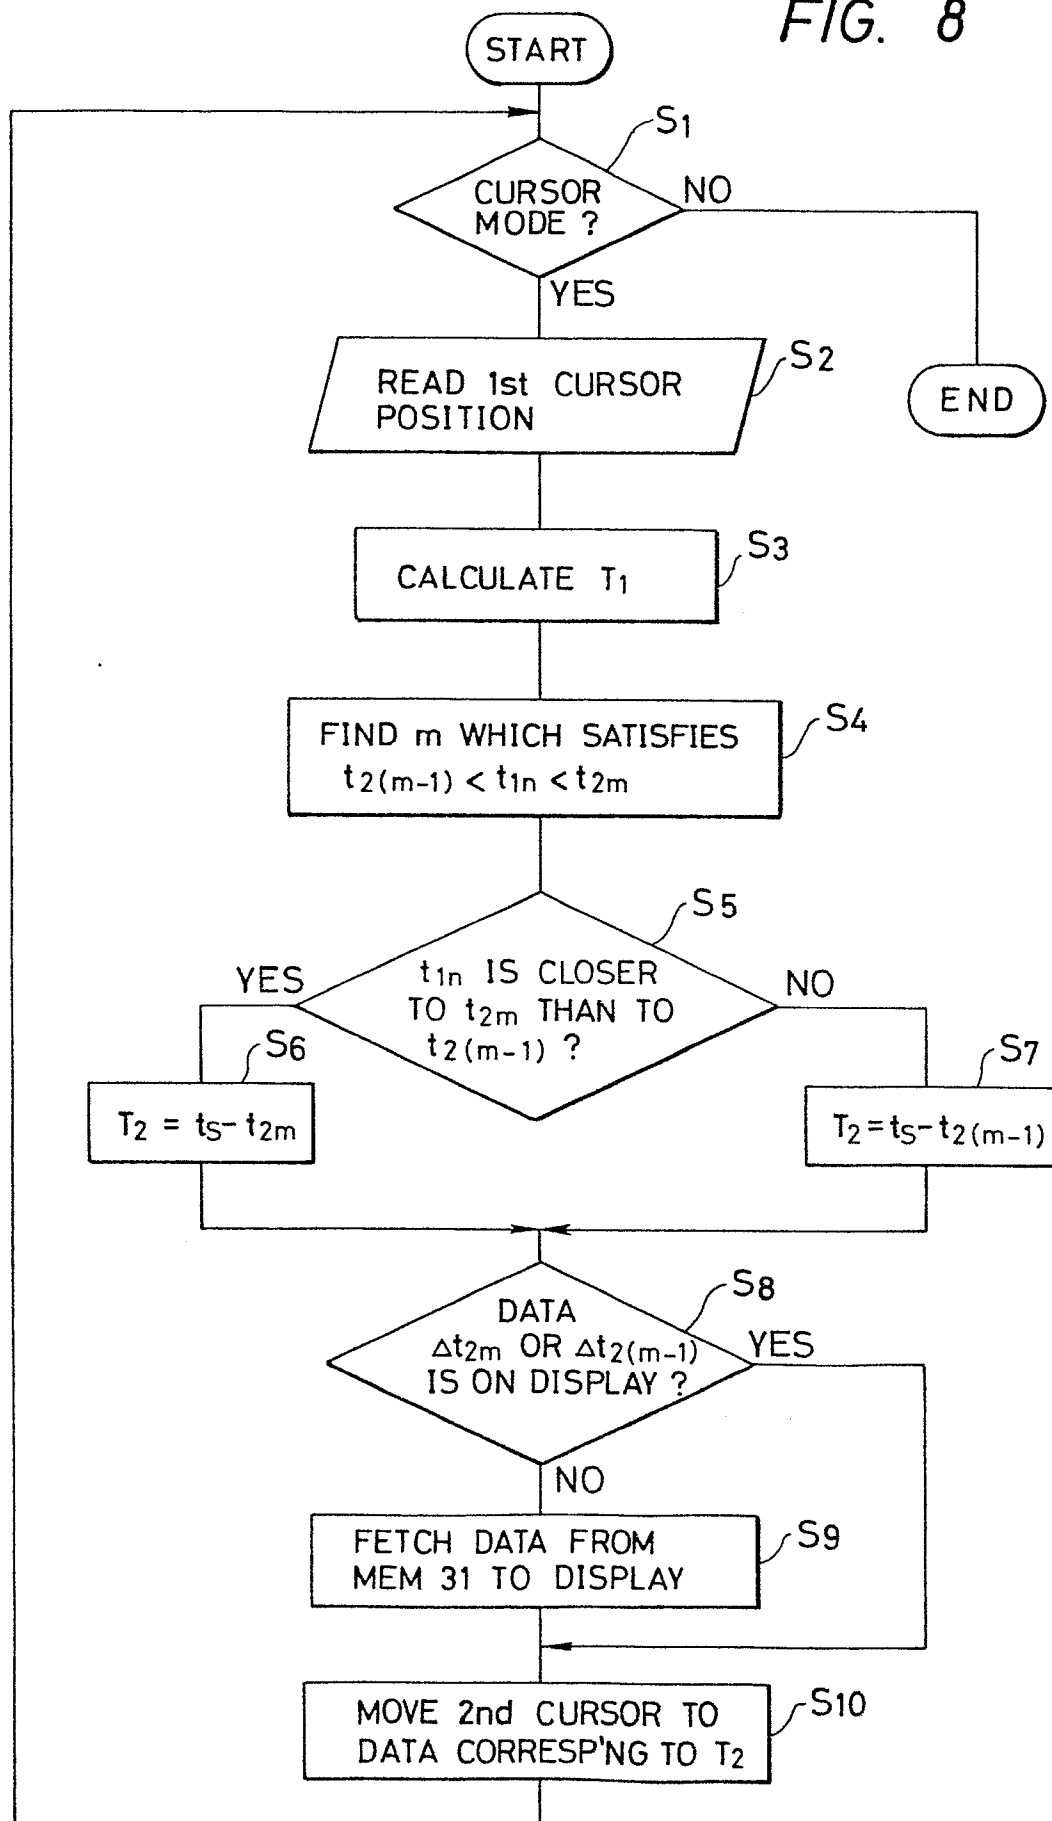 FIG. 8
START
S1
CURSOR
MODE ?
NO
YES
S2
READ 1st CURSOR
POSITION
END
S3
CALCULATE T1
S4
FIND m WHICH SATISFIES
t2(m-1) < t1n < t2m
S5
YES
t1n IS CLOSER
TO t2m THAN TO
t2(m-1) ?
NO
S6
T2 = tS - t2m
S7
T2 = tS - t2(m-1)
S8
DATA
Δt2m OR Δt2(m-1)
IS ON DISPLAY ?
YES
NO
S9
FETCH DATA FROM
MEM 31 TO DISPLAY
S10
MOVE 2nd CURSOR TO
DATA CORRESP'NG TO T2